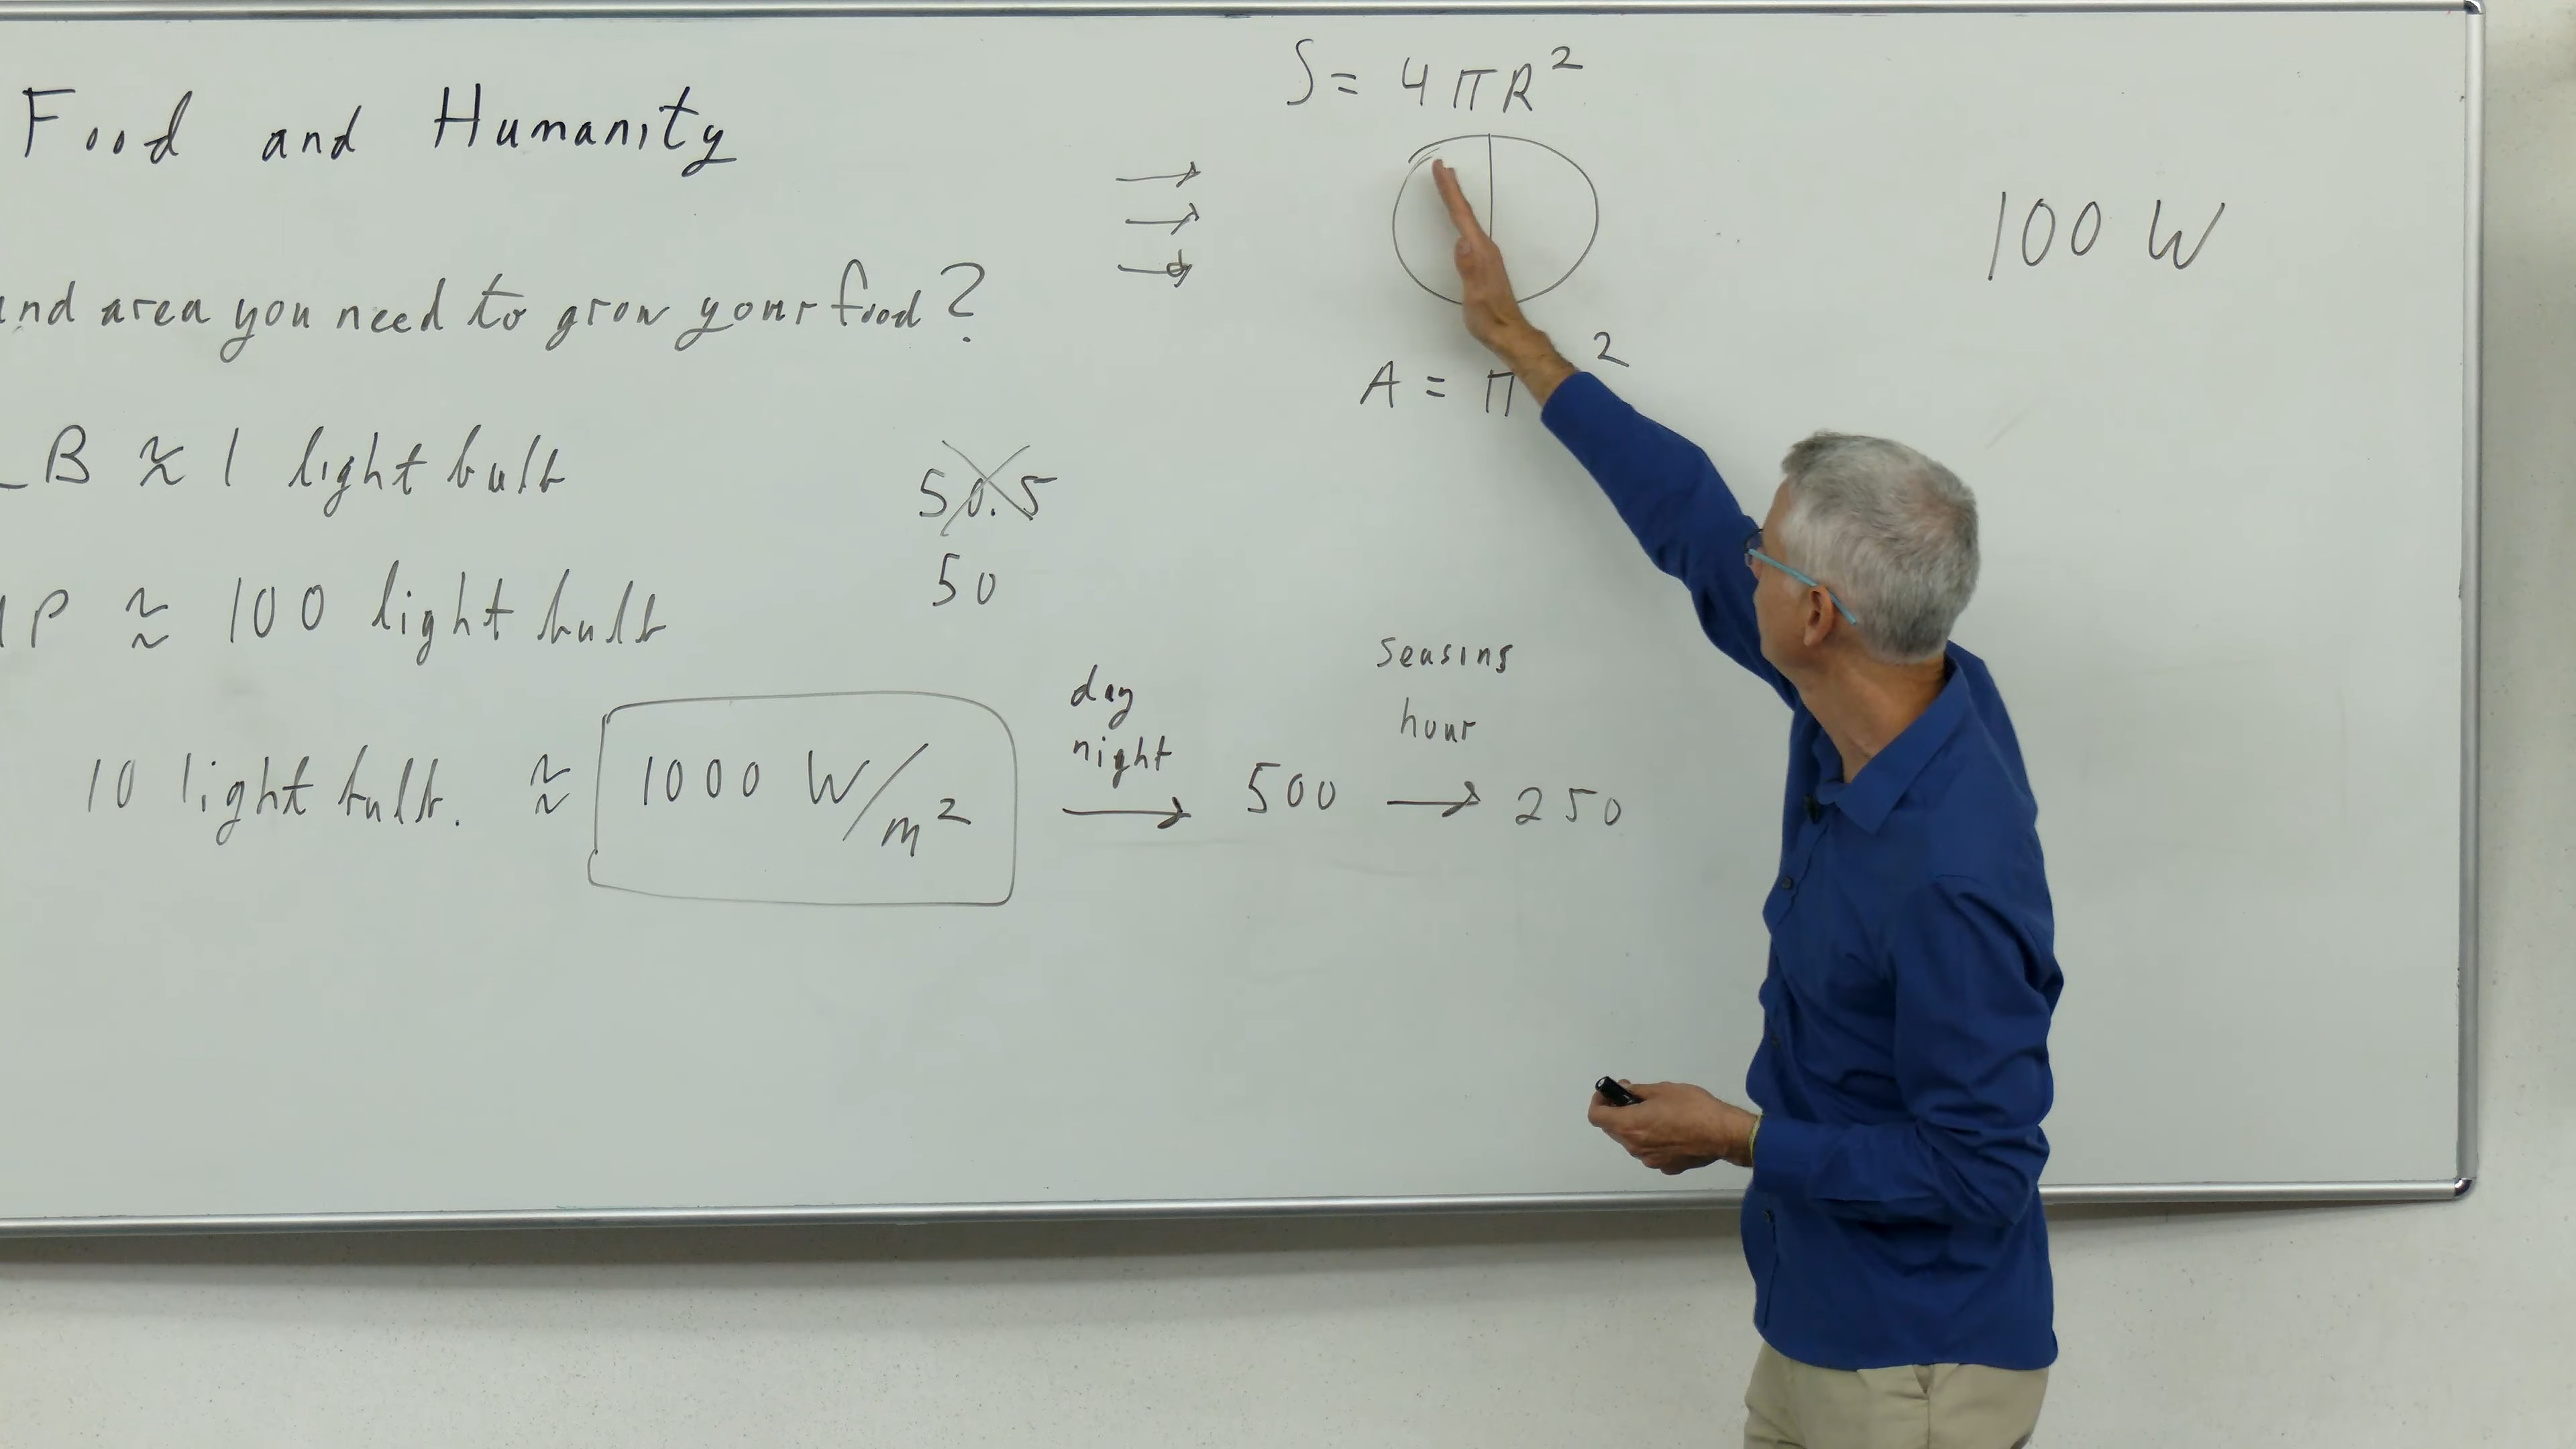 Food and Humanity
and area you need to grow your food?
B ≈ 1 light bulb
P ≈ 100 light bulb
10 light bulb. ≈ 1000 W/m²
day
night
→ 500 → 250
seasons
hour
50.5
50
S = 4πR²
A = π ²
100 W